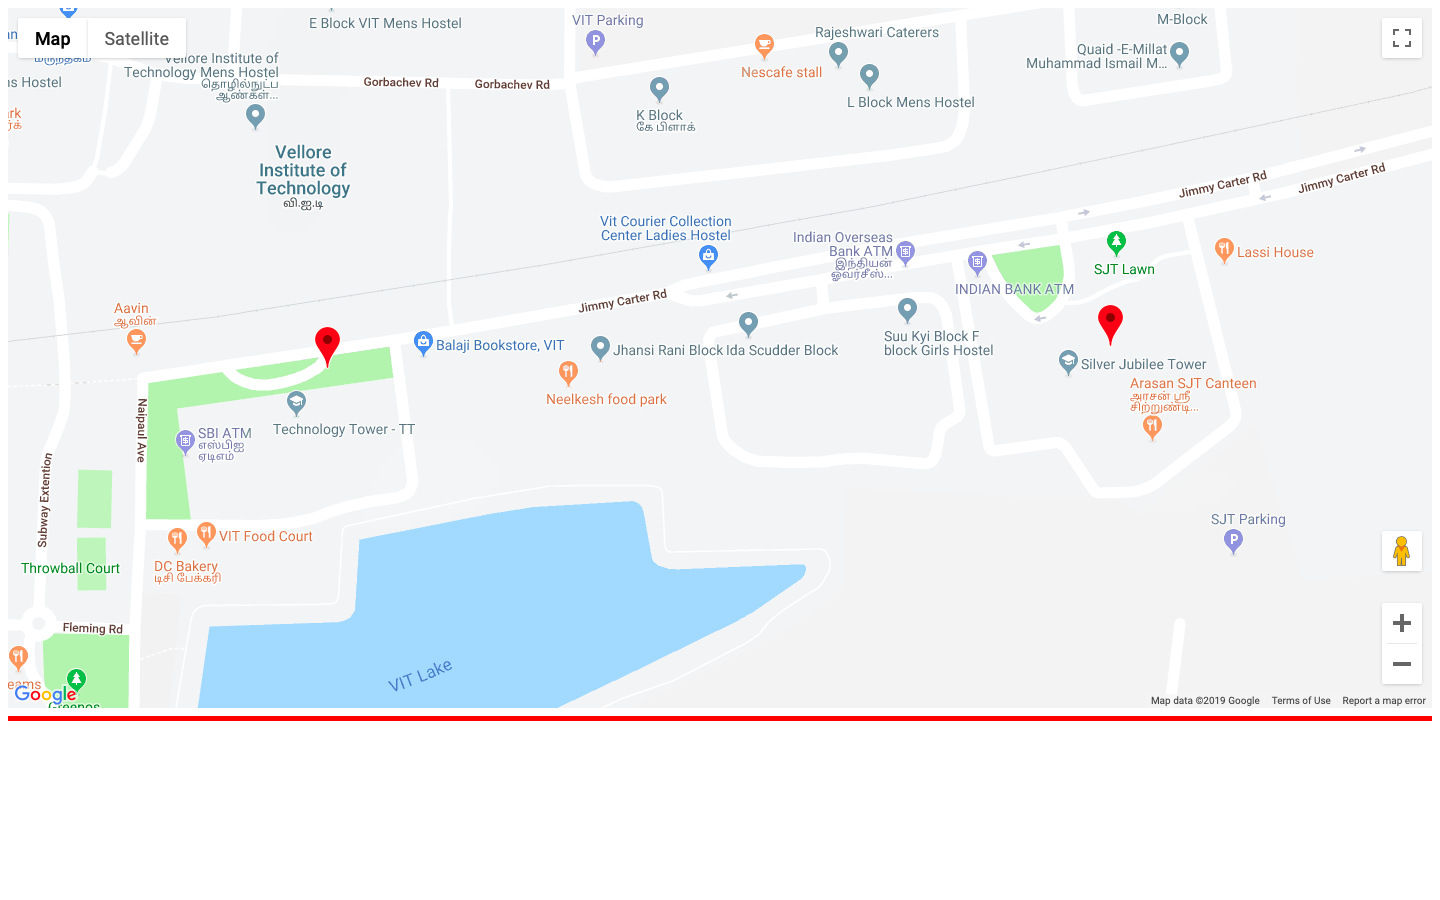 E Block VIT Mens Hostel
VIT Parking
M-Block
Map
Satellite
மருந்தகம்
Rajeshwari Caterers
Quaid -E-Millat
Muhammad Ismail M...
Vellore Institute of
Technology Mens Hostel
தொழில்நுட்ப
ஆண்கள்...
ns Hostel
Gorbachev Rd
Gorbachev Rd
Nescafe stall
L Block Mens Hostel
K Block
கே பிளாக்
ark
ர்க்
Vellore
Institute of
Technology
வி.ஐ.டி
Jimmy Carter Rd
Jimmy Carter Rd
Vit Courier Collection
Center Ladies Hostel
Indian Overseas
Bank ATM
இந்தியன்
ஓவர்சீஸ்...
Lassi House
SJT Lawn
INDIAN BANK ATM
Jimmy Carter Rd
Aavin
ஆவின்
Balaji Bookstore, VIT
Jhansi Rani Block
Ida Scudder Block
Suu Kyi Block F
block Girls Hostel
Silver Jubilee Tower
Arasan SJT Canteen
அரசன் ஸ்ரீ
சிற்றுண்டி...
Neelkesh food park
Naipaul Ave
Technology Tower - TT
SBI ATM
எஸ்பிஐ
ஏடிஎம்
Subway Extention
SJT Parking
VIT Food Court
DC Bakery
டிசி பேக்கரி
Throwball Court
Fleming Rd
VIT Lake
eams
Google
Greenos
Map data ©2019 Google
Terms of Use
Report a map error